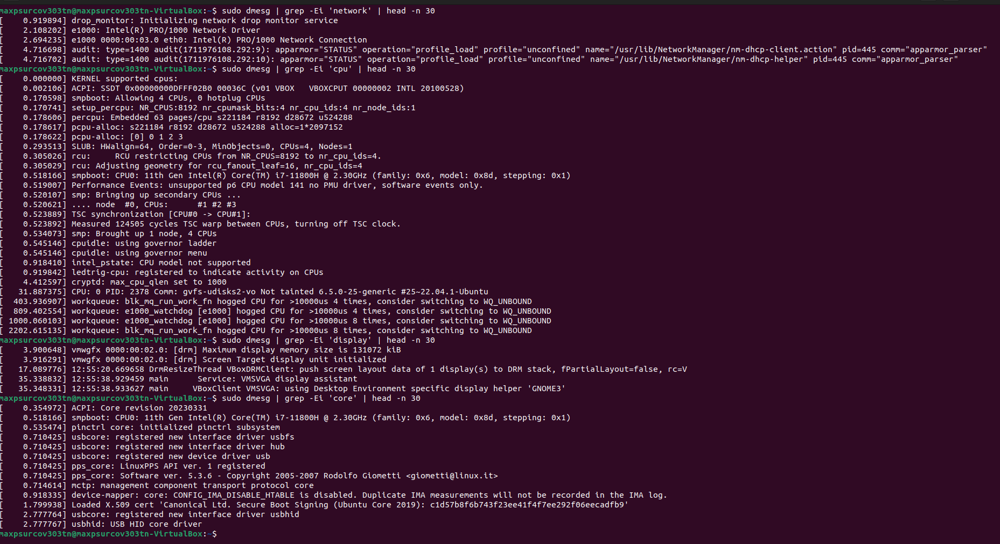 maxpsurcov303tn@maxpsurcov303tn-VirtualBox:~$ sudo dmesg | grep -Ei 'network' | head -n 30
[    0.919894] drop_monitor: Initializing network drop monitor service
[    2.108202] e1000: Intel(R) PRO/1000 Network Driver
[    2.694235] e1000 0000:00:03.0 eth0: Intel(R) PRO/1000 Network Connection
[    4.716698] audit: type=1400 audit(1711976108.292:9): apparmor="STATUS" operation="profile_load" profile="unconfined" name="/usr/lib/NetworkManager/nm-dhcp-client.action" pid=445 comm="apparmor_parser"
[    4.716702] audit: type=1400 audit(1711976108.292:10): apparmor="STATUS" operation="profile_load" profile="unconfined" name="/usr/lib/NetworkManager/nm-dhcp-helper" pid=445 comm="apparmor_parser"
maxpsurcov303tn@maxpsurcov303tn-VirtualBox:~$ sudo dmesg | grep -Ei 'cpu' | head -n 30
[    0.000000] KERNEL supported cpus:
[    0.002106] ACPI: SSDT 0x00000000DFFF02B0 00036C (v01 VBOX   VBOXCPUT 00000002 INTL 20100528)
[    0.170598] smpboot: Allowing 4 CPUs, 0 hotplug CPUs
[    0.170741] setup_percpu: NR_CPUS:8192 nr_cpumask_bits:4 nr_cpu_ids:4 nr_node_ids:1
[    0.178606] percpu: Embedded 63 pages/cpu s221184 r8192 d28672 u524288
[    0.178617] pcpu-alloc: s221184 r8192 d28672 u524288 alloc=1*2097152
[    0.178622] pcpu-alloc: [0] 0 1 2 3
[    0.293513] SLUB: HWalign=64, Order=0-3, MinObjects=0, CPUs=4, Nodes=1
[    0.305026] rcu:     RCU restricting CPUs from NR_CPUS=8192 to nr_cpu_ids=4.
[    0.305029] rcu: Adjusting geometry for rcu_fanout_leaf=16, nr_cpu_ids=4
[    0.518166] smpboot: CPU0: 11th Gen Intel(R) Core(TM) i7-11800H @ 2.30GHz (family: 0x6, model: 0x8d, stepping: 0x1)
[    0.519007] Performance Events: unsupported p6 CPU model 141 no PMU driver, software events only.
[    0.520107] smp: Bringing up secondary CPUs ...
[    0.520621] .... node  #0, CPUs:      #1 #2 #3
[    0.523889] TSC synchronization [CPU#0 -> CPU#1]:
[    0.523892] Measured 124505 cycles TSC warp between CPUs, turning off TSC clock.
[    0.534073] smp: Brought up 1 node, 4 CPUs
[    0.545146] cpuidle: using governor ladder
[    0.545146] cpuidle: using governor menu
[    0.918410] intel_pstate: CPU model not supported
[    0.919842] ledtrig-cpu: registered to indicate activity on CPUs
[    4.412597] cryptd: max_cpu_qlen set to 1000
[   31.887375] CPU: 0 PID: 2378 Comm: gvfs-udisks2-vo Not tainted 6.5.0-25-generic #25~22.04.1-Ubuntu
[  403.936907] workqueue: blk_mq_run_work_fn hogged CPU for >10000us 4 times, consider switching to WQ_UNBOUND
[  809.402554] workqueue: e1000_watchdog [e1000] hogged CPU for >10000us 4 times, consider switching to WQ_UNBOUND
[ 1000.060103] workqueue: e1000_watchdog [e1000] hogged CPU for >10000us 8 times, consider switching to WQ_UNBOUND
[ 2202.615135] workqueue: blk_mq_run_work_fn hogged CPU for >10000us 8 times, consider switching to WQ_UNBOUND
maxpsurcov303tn@maxpsurcov303tn-VirtualBox:~$ sudo dmesg | grep -Ei 'display' | head -n 30
[    3.900648] vmwgfx 0000:00:02.0: [drm] Maximum display memory size is 131072 kiB
[    3.916291] vmwgfx 0000:00:02.0: [drm] Screen Target display unit initialized
[   17.089776] 12:55:20.669658 DrmResizeThread VBoxDRMClient: push screen layout data of 1 display(s) to DRM stack, fPartialLayout=false, rc=V
[   35.338832] 12:55:38.929459 main      Service: VMSVGA display assistant
[   35.348331] 12:55:38.933627 main     VBoxClient VMSVGA: using Desktop Environment specific display helper 'GNOME3'
maxpsurcov303tn@maxpsurcov303tn-VirtualBox:~$ sudo dmesg | grep -Ei 'core' | head -n 30
[    0.354972] ACPI: Core revision 20230331
[    0.518166] smpboot: CPU0: 11th Gen Intel(R) Core(TM) i7-11800H @ 2.30GHz (family: 0x6, model: 0x8d, stepping: 0x1)
[    0.535474] pinctrl core: initialized pinctrl subsystem
[    0.710425] usbcore: registered new interface driver usbfs
[    0.710425] usbcore: registered new interface driver hub
[    0.710425] usbcore: registered new device driver usb
[    0.710425] pps_core: LinuxPPS API ver. 1 registered
[    0.710425] pps_core: Software ver. 5.3.6 - Copyright 2005-2007 Rodolfo Giometti <giometti@linux.it>
[    0.714614] mctp: management component transport protocol core
[    0.918335] device-mapper: core: CONFIG_IMA_DISABLE_HTABLE is disabled. Duplicate IMA measurements will not be recorded in the IMA log.
[    1.799938] Loaded X.509 cert 'Canonical Ltd. Secure Boot Signing (Ubuntu Core 2019): c1d57b8f6b743f23ee41f4f7ee292f06eecadfb9'
[    2.777764] usbcore: registered new interface driver usbhid
[    2.777767] usbhid: USB HID core driver
maxpsurcov303tn@maxpsurcov303tn-VirtualBox:~$